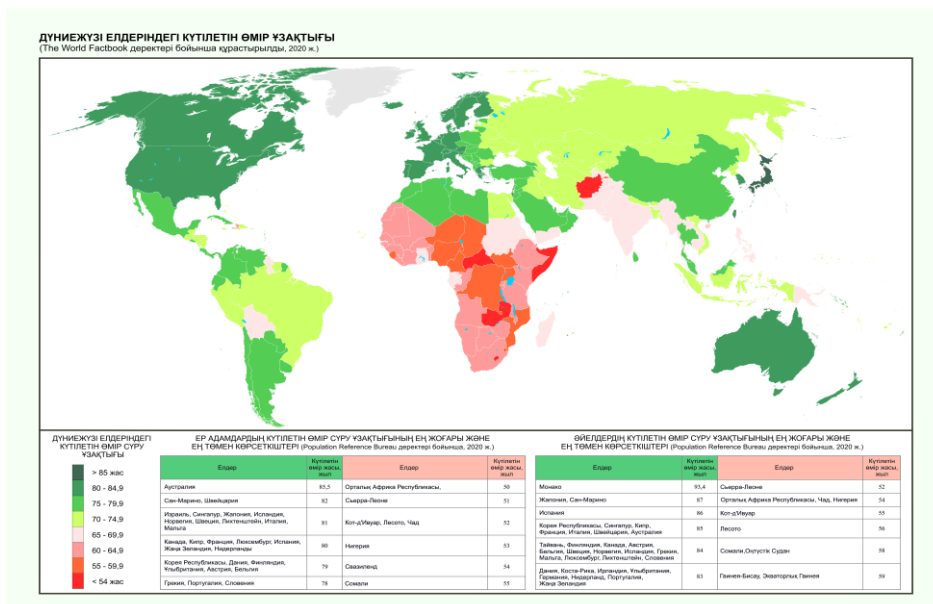 ДҮНИЕЖҮЗІ ЕЛДЕРІНДЕГІ КҮТІЛЕТІН ӨМІР ҰЗАҚТЫҒЫ
(The World Factbook деректері бойынша құрастырылды, 2020 ж.)
ДҮНИЕЖҮЗІ ЕЛДЕРІНДЕГІ
КҮТІЛЕТІН ӨМІР СҮРУ
ҰЗАҚТЫҒЫ
> 85 жас
80 - 84,9
75 - 79,9
70 - 74,9
65 - 69,9
60 - 64,9
55 - 59,9
< 54 жас
ЕР АДАМДАРДЫҢ КҮТІЛЕТІН ӨМІР СҮРУ ҰЗАҚТЫҒЫНЫҢ ЕҢ ЖОҒАРЫ ЖӘНЕ
ЕҢ ТӨМЕН КӨРСЕТКІШТЕРІ (Population Reference Bureau деректері бойынша, 2020 ж.)
Елдер
Күтілетін
өмір жасы,
жыл
Елдер
Күтілетін
өмір жасы,
жыл
Аустралия 83,5 Орталық Африка Республикасы, 50
Сан-Марино, Швейцария 82 Сьерра-Леоне 51
Израиль, Сингапур, Жапония, Исландия,
Норвегия, Швеция, Лихтенштейн, Италия,
Мальта
81 Кот-д'Ивуар, Лесото, Чад 52
Канада, Кипр, Франция, Люксембург, Испания,
Жаңа Зеландия, Нидерланды
80 Нигерия 53
Корея Республикасы, Дания, Финляндия,
Ұлыбритания, Австрия, Бельгия
79 Свазиленд 54
Грекия, Португалия, Словения 78 Сомали 55
ӘЙЕЛДЕРДІҢ КҮТІЛЕТІН ӨМІР СҮРУ ҰЗАҚТЫҒЫНЫҢ ЕҢ ЖОҒАРЫ ЖӘНЕ
ЕҢ ТӨМЕН КӨРСЕТКІШТЕРІ (Population Reference Bureau деректері бойынша, 2020 ж.)
Елдер
Күтілетін
өмір жасы,
жыл
Елдер
Күтілетін
өмір жасы,
жыл
Монако 93,4 Сьерра-Леоне 52
Жапония, Сан-Марино 87 Орталық Африка Республикасы, Чад, Нигерия 54
Испания 86 Кот-д'Ивуар 55
Корея Республикасы, Сингапур, Кипр,
Франция, Италия, Швейцария, Аустралия
85 Лесото 56
Тайвань, Финляндия, Канада, Австрия,
Бельгия, Швеция, Норвегия, Исландия, Грекия,
Мальта, Люксембург, Лихтенштейн, Словения
84 Сомали,Оңтүстік Судан 58
Дания, Коста-Рика, Ирландия, Ұлыбритания,
Германия, Нидерланд, Португалия,
Жаңа Зеландия
83 Гвинея-Бисау, Экваторлық Гвинея 59